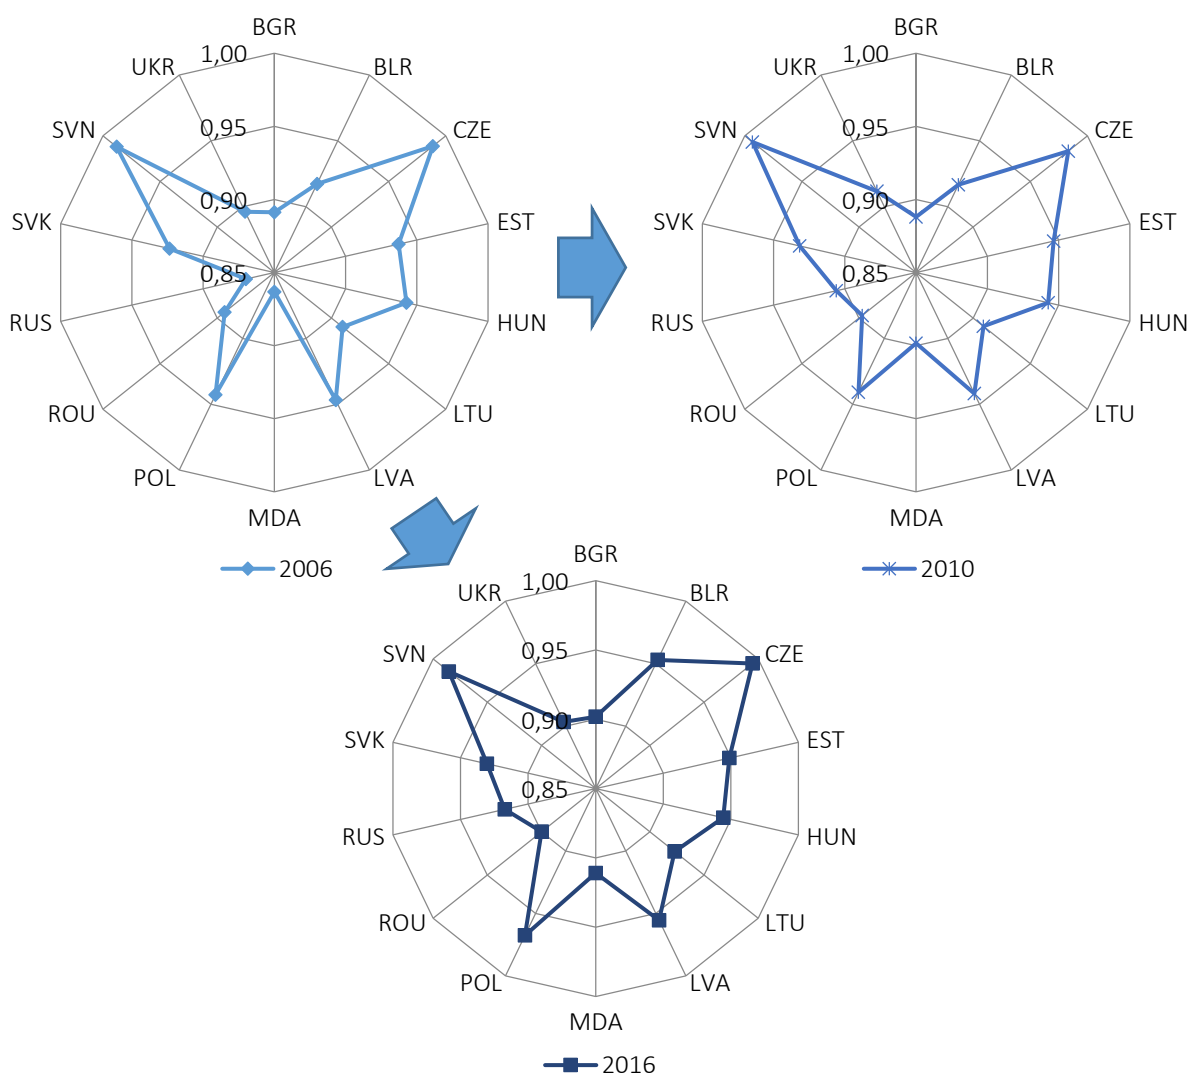 BGR
1,00
UKR
BLR
0,95
SVN
CZE
0,90
SVK
EST
0,85
RUS
HUN
ROU
LTU
POL
LVA
MDA
2006
BGR
1,00
UKR
BLR
0,95
SVN
CZE
0,90
SVK
EST
0,85
RUS
HUN
ROU
LTU
POL
LVA
MDA
2010
BGR
1,00
UKR
BLR
0,95
SVN
CZE
0,90
SVK
EST
0,85
RUS
HUN
ROU
LTU
POL
LVA
MDA
2016